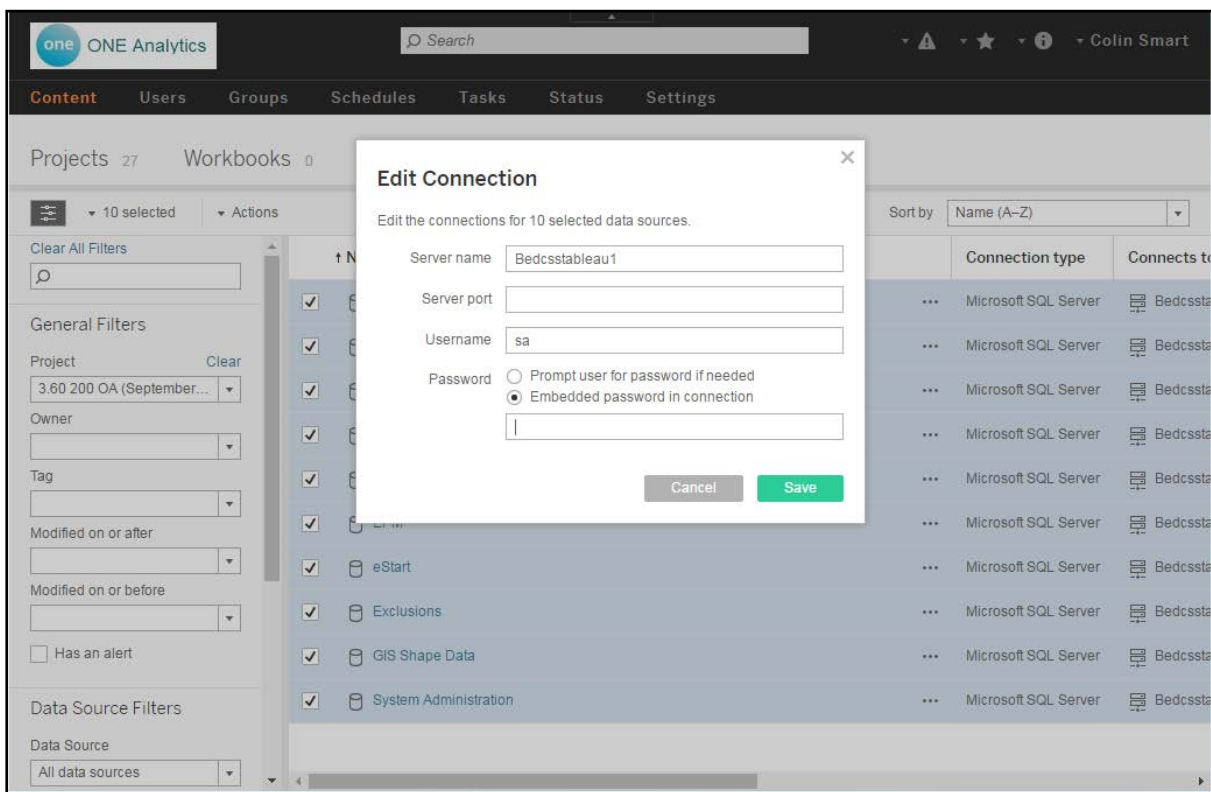 one ONE Analytics
Search
Colin Smart
Content Users Groups Schedules Tasks Status Settings
Projects 27 Workbooks 0
10 selected Actions
Sort by Name (A–Z)
Clear All Filters
General Filters
Project Clear
3.60 200 OA (September...
Owner
Tag
Modified on or after
Modified on or before
Has an alert
Data Source Filters
Data Source
All data sources
Edit Connection
Edit the connections for 10 selected data sources.
Server name Bedcsstableau1
Server port
Username sa
Password Prompt user for password if needed
Embedded password in connection
Cancel Save
Connection type
Microsoft SQL Server
Microsoft SQL Server
Microsoft SQL Server
Microsoft SQL Server
Microsoft SQL Server
Microsoft SQL Server
eStart Microsoft SQL Server
Exclusions Microsoft SQL Server
GIS Shape Data Microsoft SQL Server
System Administration Microsoft SQL Server